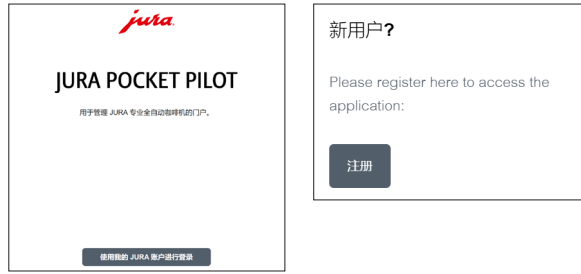 jura
JURA POCKET PILOT
用于管理 JURA 专业全自动咖啡机的门户。
使用我的 JURA 账户进行登录
新用户?
Please register here to access the
application:
注册